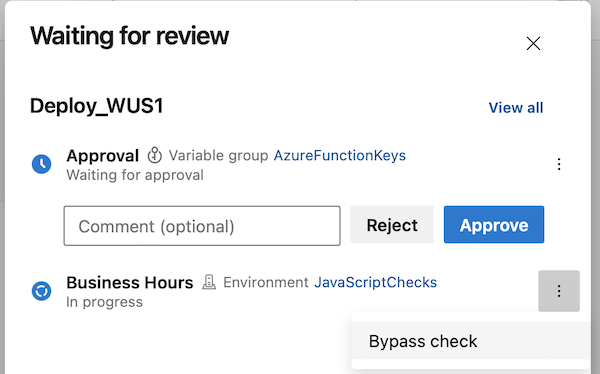 Waiting for review
Deploy_WUS1 View all
Approval Variable group AzureFunctionKeys
Waiting for approval
Comment (optional) Reject Approve
Business Hours Environment JavaScriptChecks
In progress
Bypass check